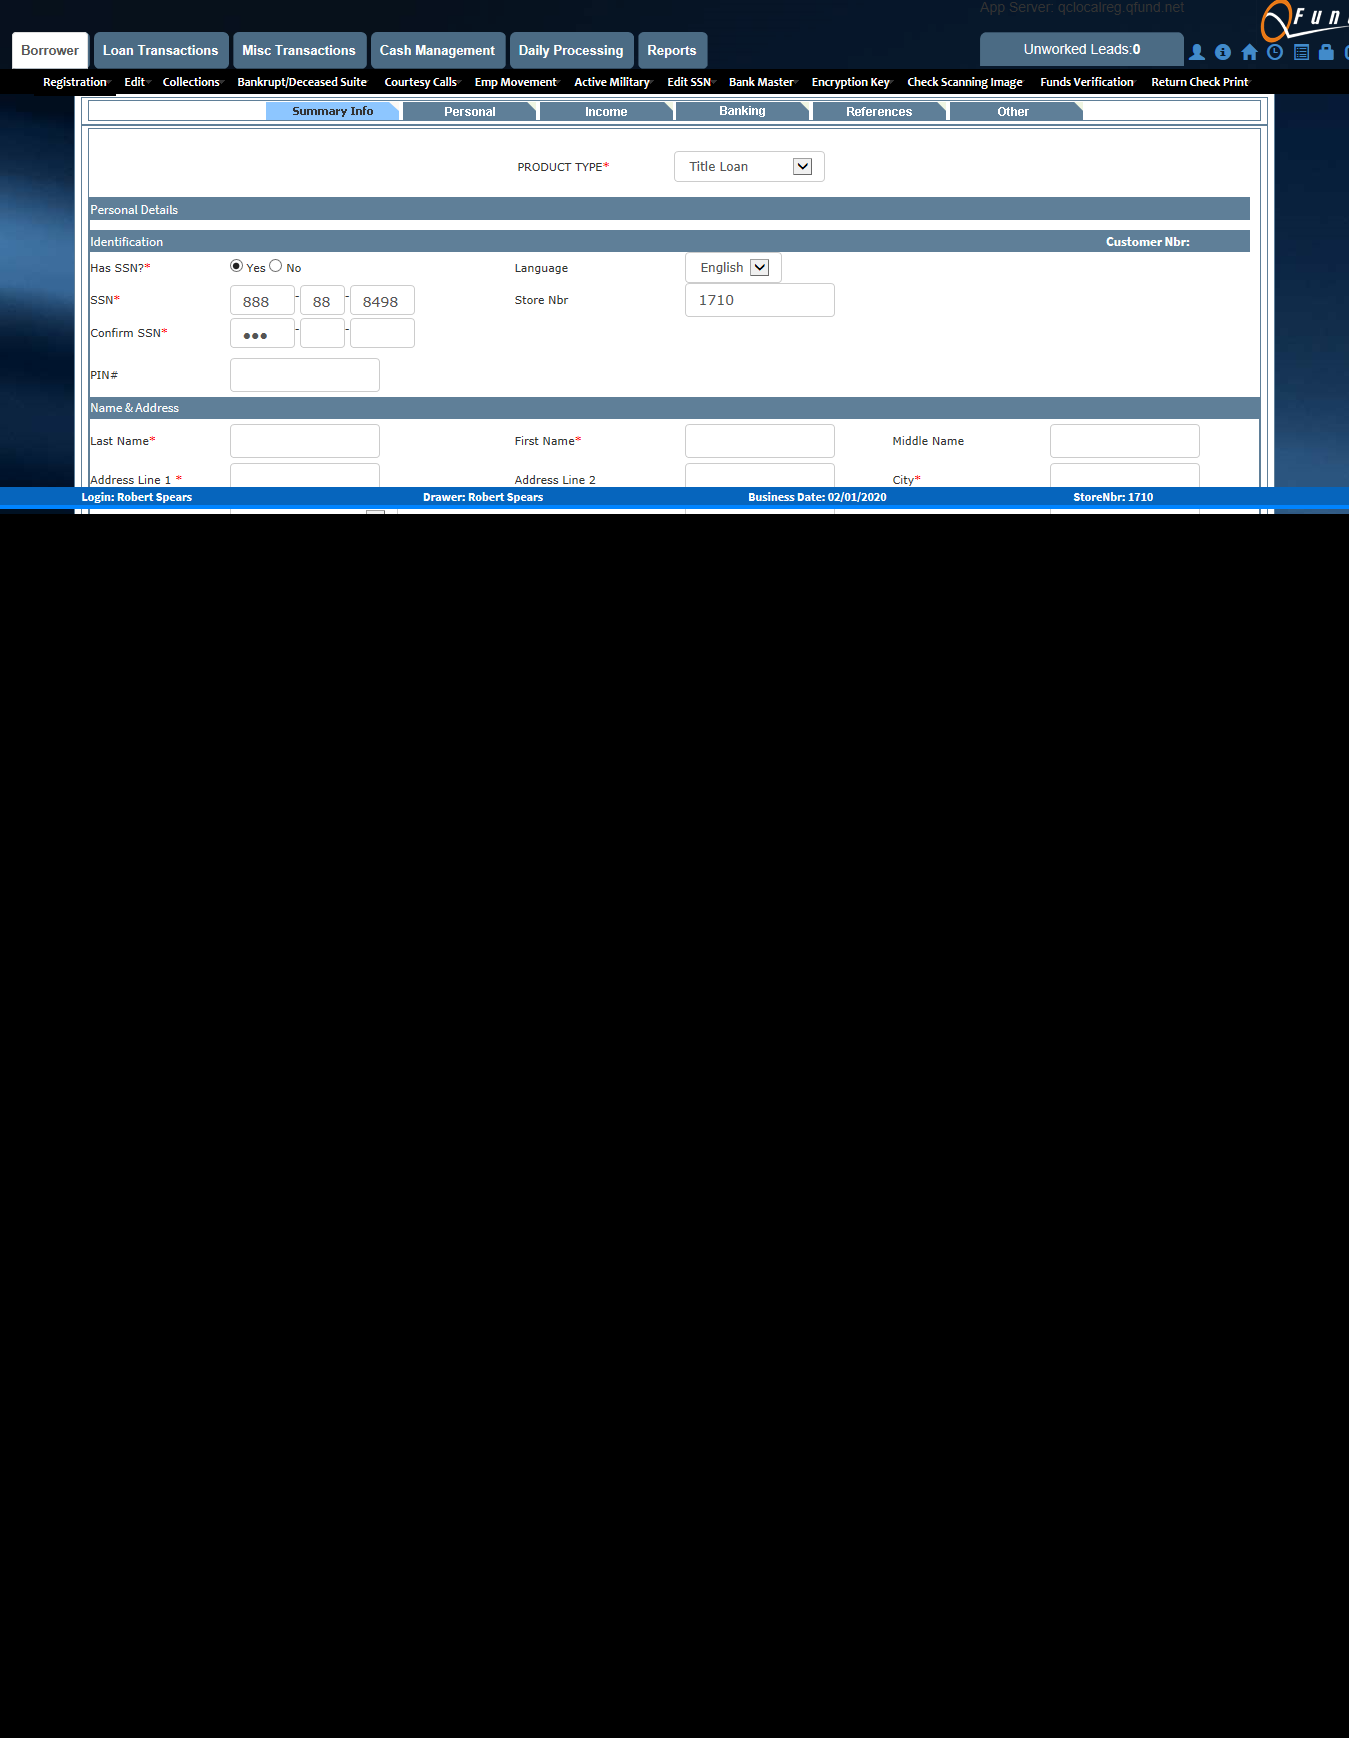 App Server: qclocalreg.qfund.net
QFun
Borrower Loan Transactions Misc Transactions Cash Management Daily Processing Reports Unworked Leads:0
Registration Edit Collections Bankrupt/Deceased Suite Courtesy Calls Emp Movement Active Military Edit SSN Bank Master Encryption Key Check Scanning Image Funds Verification Return Check Print
Summary Info Personal Income Banking References Other
PRODUCT TYPE* Title Loan
Personal Details
Identification Customer Nbr:
Has SSN?* Yes No Language English
SSN* 888 - 88 - 8498 Store Nbr 1710
Confirm SSN* ●●● - -
PIN#
Name & Address
Last Name* First Name* Middle Name
Address Line 1 * Address Line 2 City*
Login: Robert Spears Drawer: Robert Spears Business Date: 02/01/2020 StoreNbr: 1710